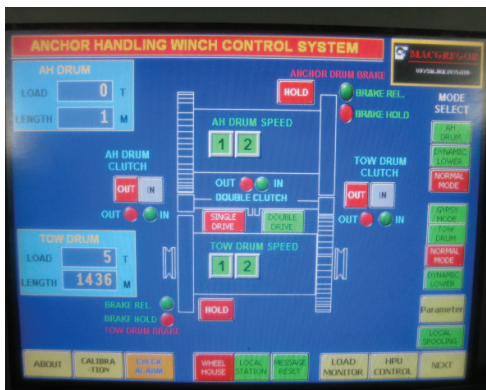 ANCHOR HANDLING WINCH CONTROL SYSTEM
MACGREGOR
AH DRUM
LOAD 0 T
LENGTH 1 M
ANCHOR DRUM BRAKE
HOLD
BRAKE REL.
BRAKE HOLD
MODE
SELECT
AH
DRUM
DYNAMIC
LOWER
NORMAL
MODE
AH DRUM SPEED
1 2
AH DRUM
CLUTCH
OUT IN
OUT IN
OUT IN
DOUBLE CLUTCH
SINGLE
DRIVE
DOUBLE
DRIVE
TOW DRUM
CLUTCH
OUT IN
OUT IN
GYPSY
MODE
TOW
DRUM
NORMAL
MODE
DYNAMIC
LOWER
TOW DRUM
LOAD 5 T
LENGTH 1436 M
TOW DRUM SPEED
1 2
BRAKE REL.
BRAKE HOLD
TOW DRUM BRAKE
HOLD
Parameter
LOCAL
SPOOLING
ABOUT
CALIBRA
-TION
CHECK
ALARM
WHEEL
HOUSE
LOCAL
STATION
MESSAGE
RESET
LOAD
MONITOR
HPU
CONTROL
NEXT